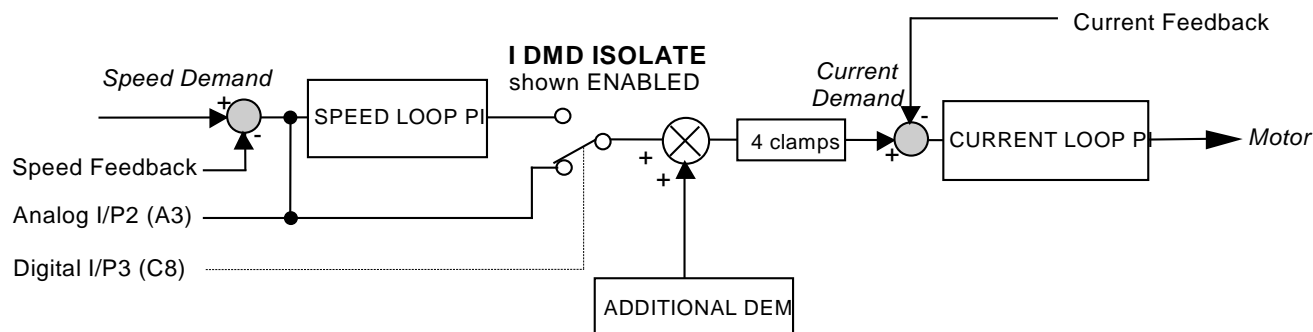 Current Feedback
I DMD ISOLATE
shown ENABLED
Speed Demand
Current
Demand
+
-
SPEED LOOP PI
-
+
4 clamps
CURRENT LOOP PI
Motor
Speed Feedback
+
+
Analog I/P2 (A3)
Digital I/P3 (C8)
ADDITIONAL DEM